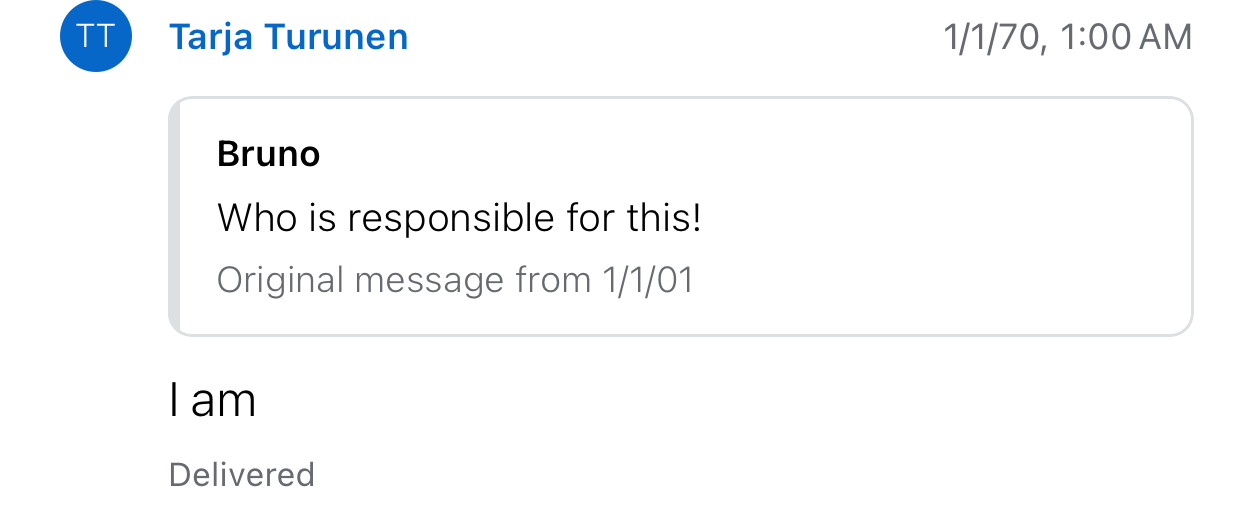 TT
Tarja Turunen
1/1/70, 1:00 AM
Bruno
Who is responsible for this!
Original message from 1/1/01
I am
Delivered